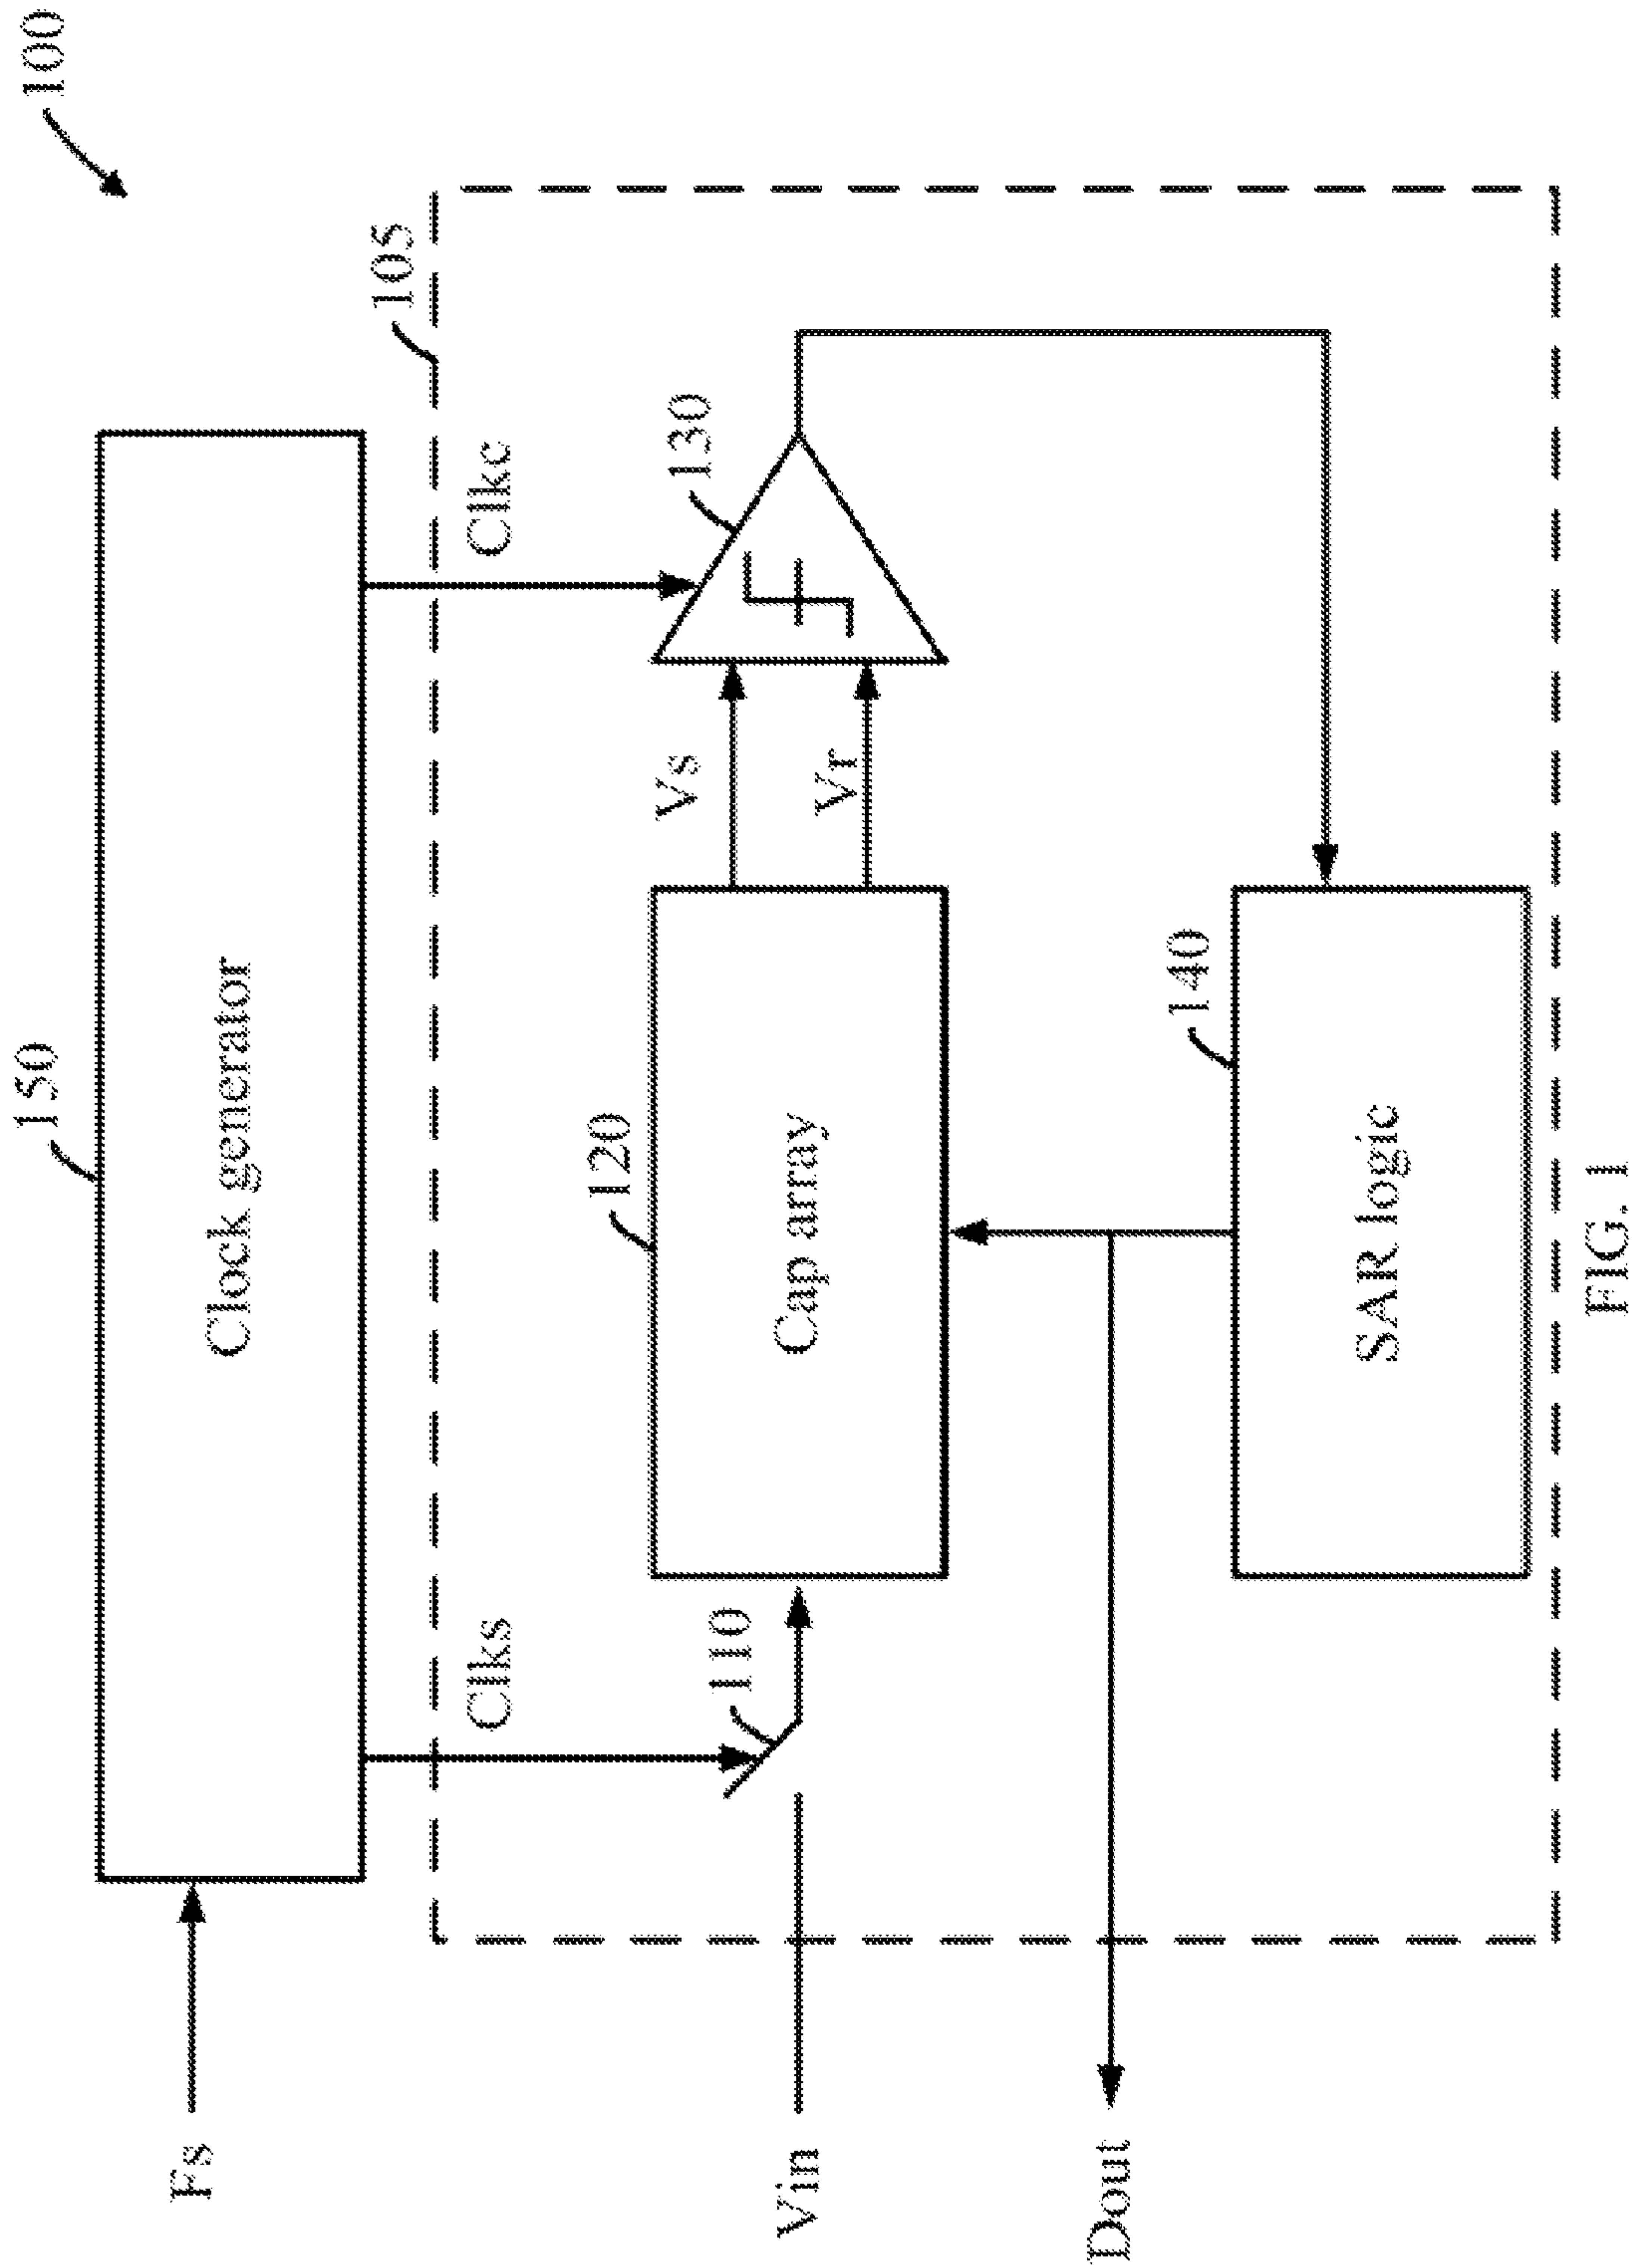 100
150
Fs
Clock generator
105
Clks
Clkc
110
120
130
Vin
Cap array
Vs
Vr
Dout
140
SAR logic
FIG. 1